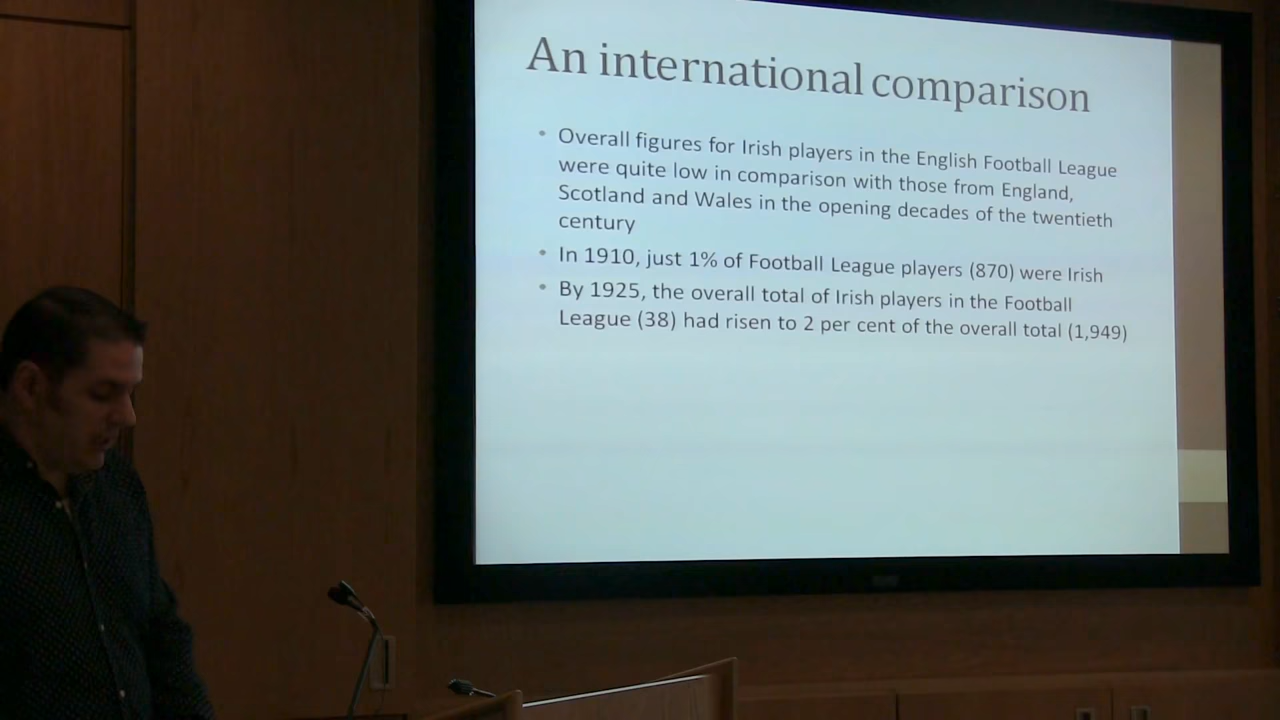 An international comparison
• Overall figures for Irish players in the English Football League
were quite low in comparison with those from England,
Scotland and Wales in the opening decades of the twentieth
century
• In 1910, just 1% of Football League players (870) were Irish
• By 1925, the overall total of Irish players in the Football
League (38) had risen to 2 per cent of the overall total (1,949)